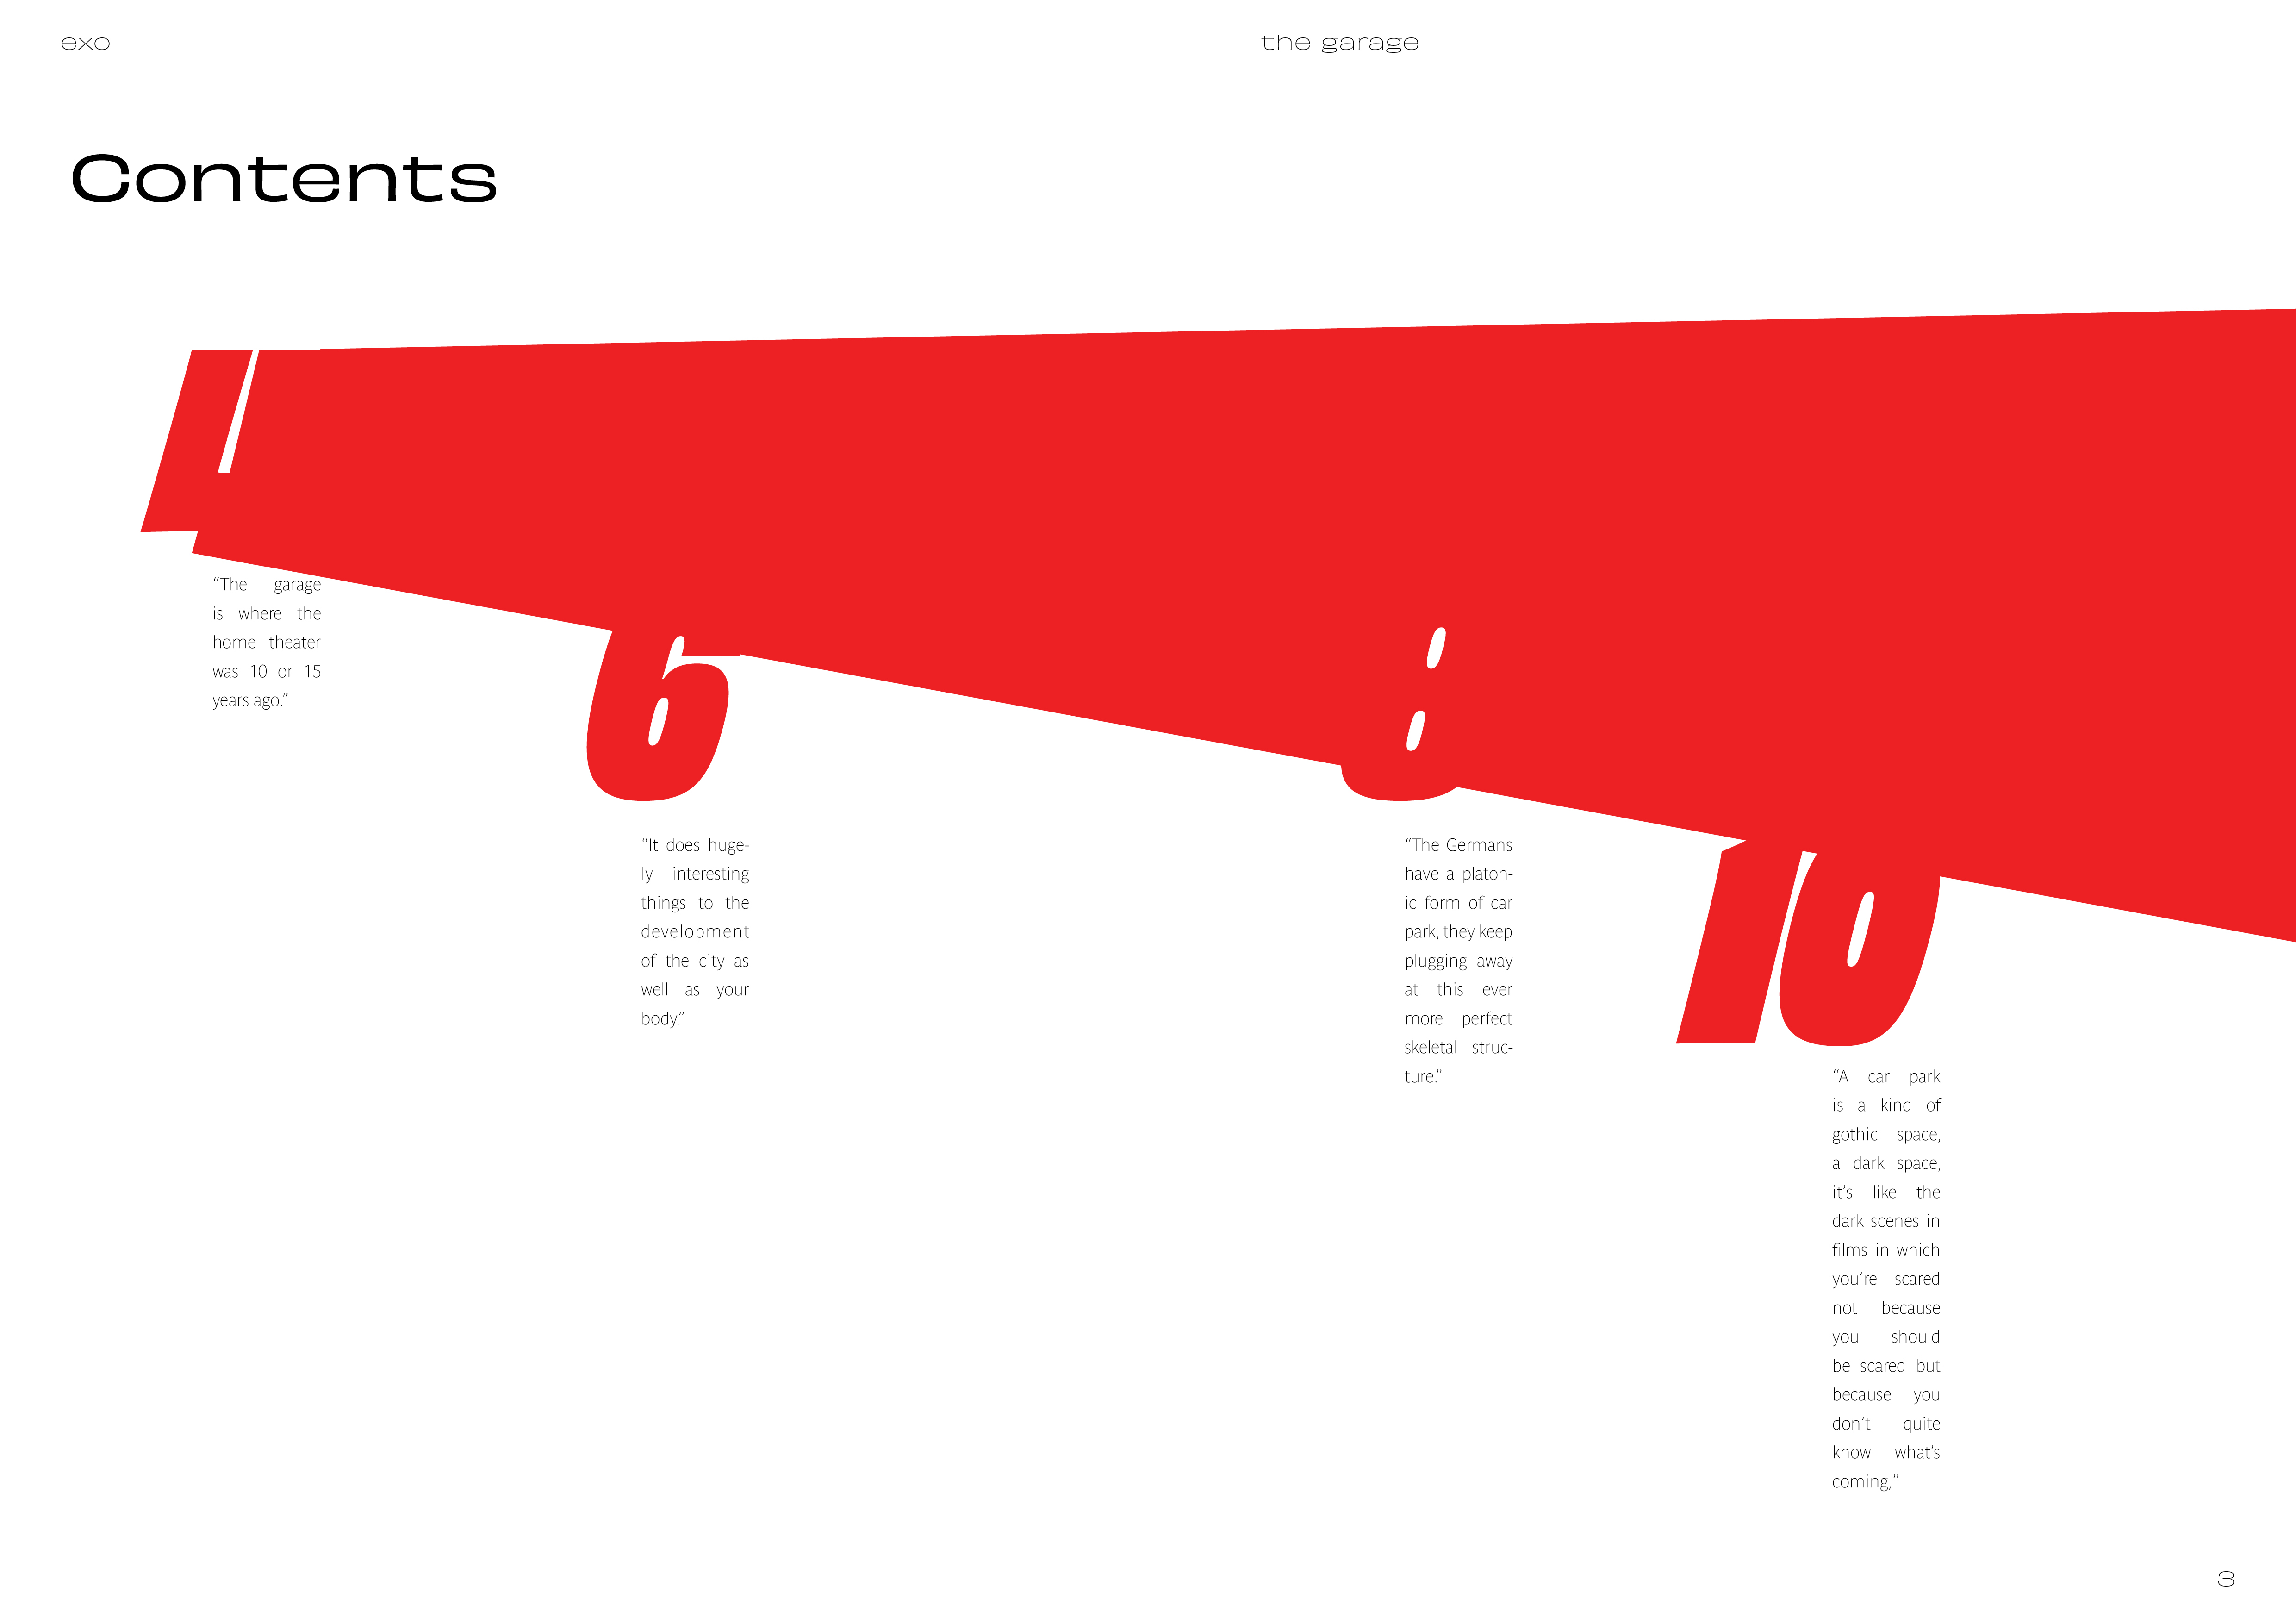 exo
the garage
Contents
4
“The garage
is where the
home theater
was 10 or 15
years ago.”
6
“It does huge-
ly interesting
things to the
development
of the city as
well as your
body.”
8
“The Germans
have a platon-
ic form of car
park, they keep
plugging away
at this ever
more perfect
skeletal struc-
ture.”
10
“A car park
is a kind of
gothic space,
a dark space,
it’s like the
dark scenes in
films in which
you’re scared
not because
you should
be scared but
because you
don’t quite
know what’s
coming,”
3